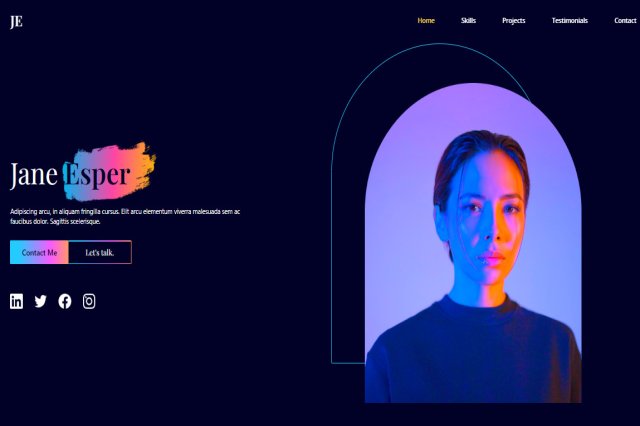 JE
Home Skills Projects Testimonials Contact
Jane Esper
Adipiscing arcu, in aliquam fringilla cursus. Elit arcu elementum viverra malesuada sem ac
faucibus dolor. Sagittis scelerisque.
Contact Me Let's talk.
in